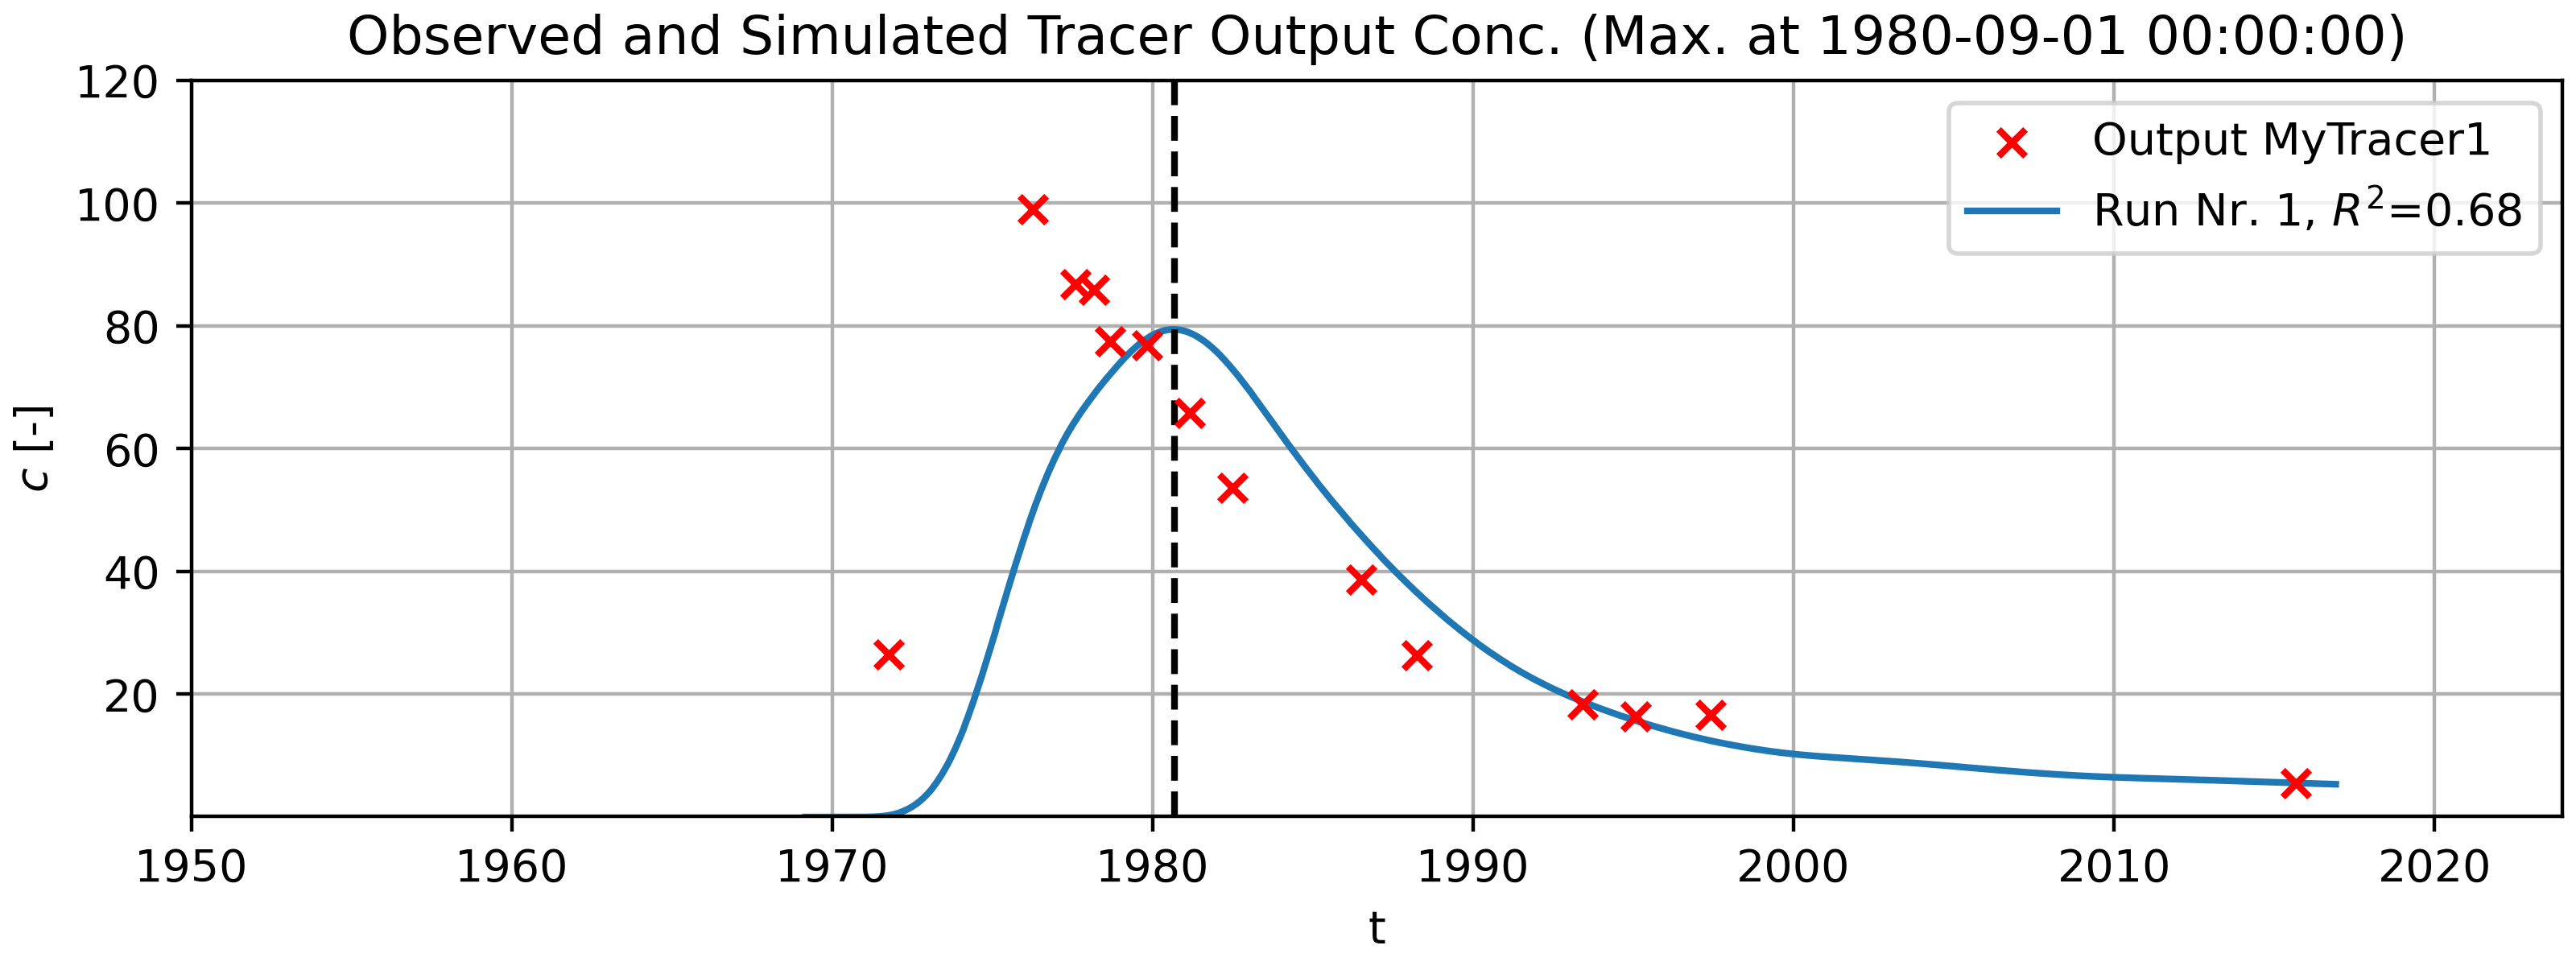 Observed and Simulated Tracer Output Conc. (Max. at 1980-09-01 00:00:00)
120
100
80
60
40
20
c [-]
Output MyTracer1
Run Nr. 1, R²=0.68
1950 1960 1970 1980 1990 2000 2010 2020
t